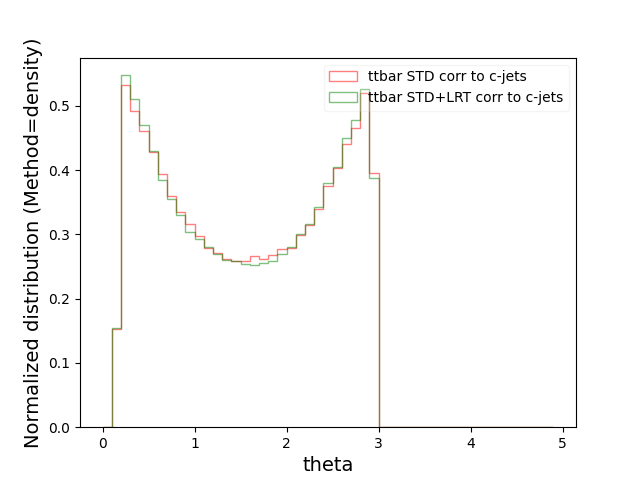 ttbar STD corr to c-jets
ttbar STD+LRT corr to c-jets
Normalized distribution (Method=density)
0.5
0.4
0.3
0.2
0.1
0.0
0 1 2 3 4 5
theta